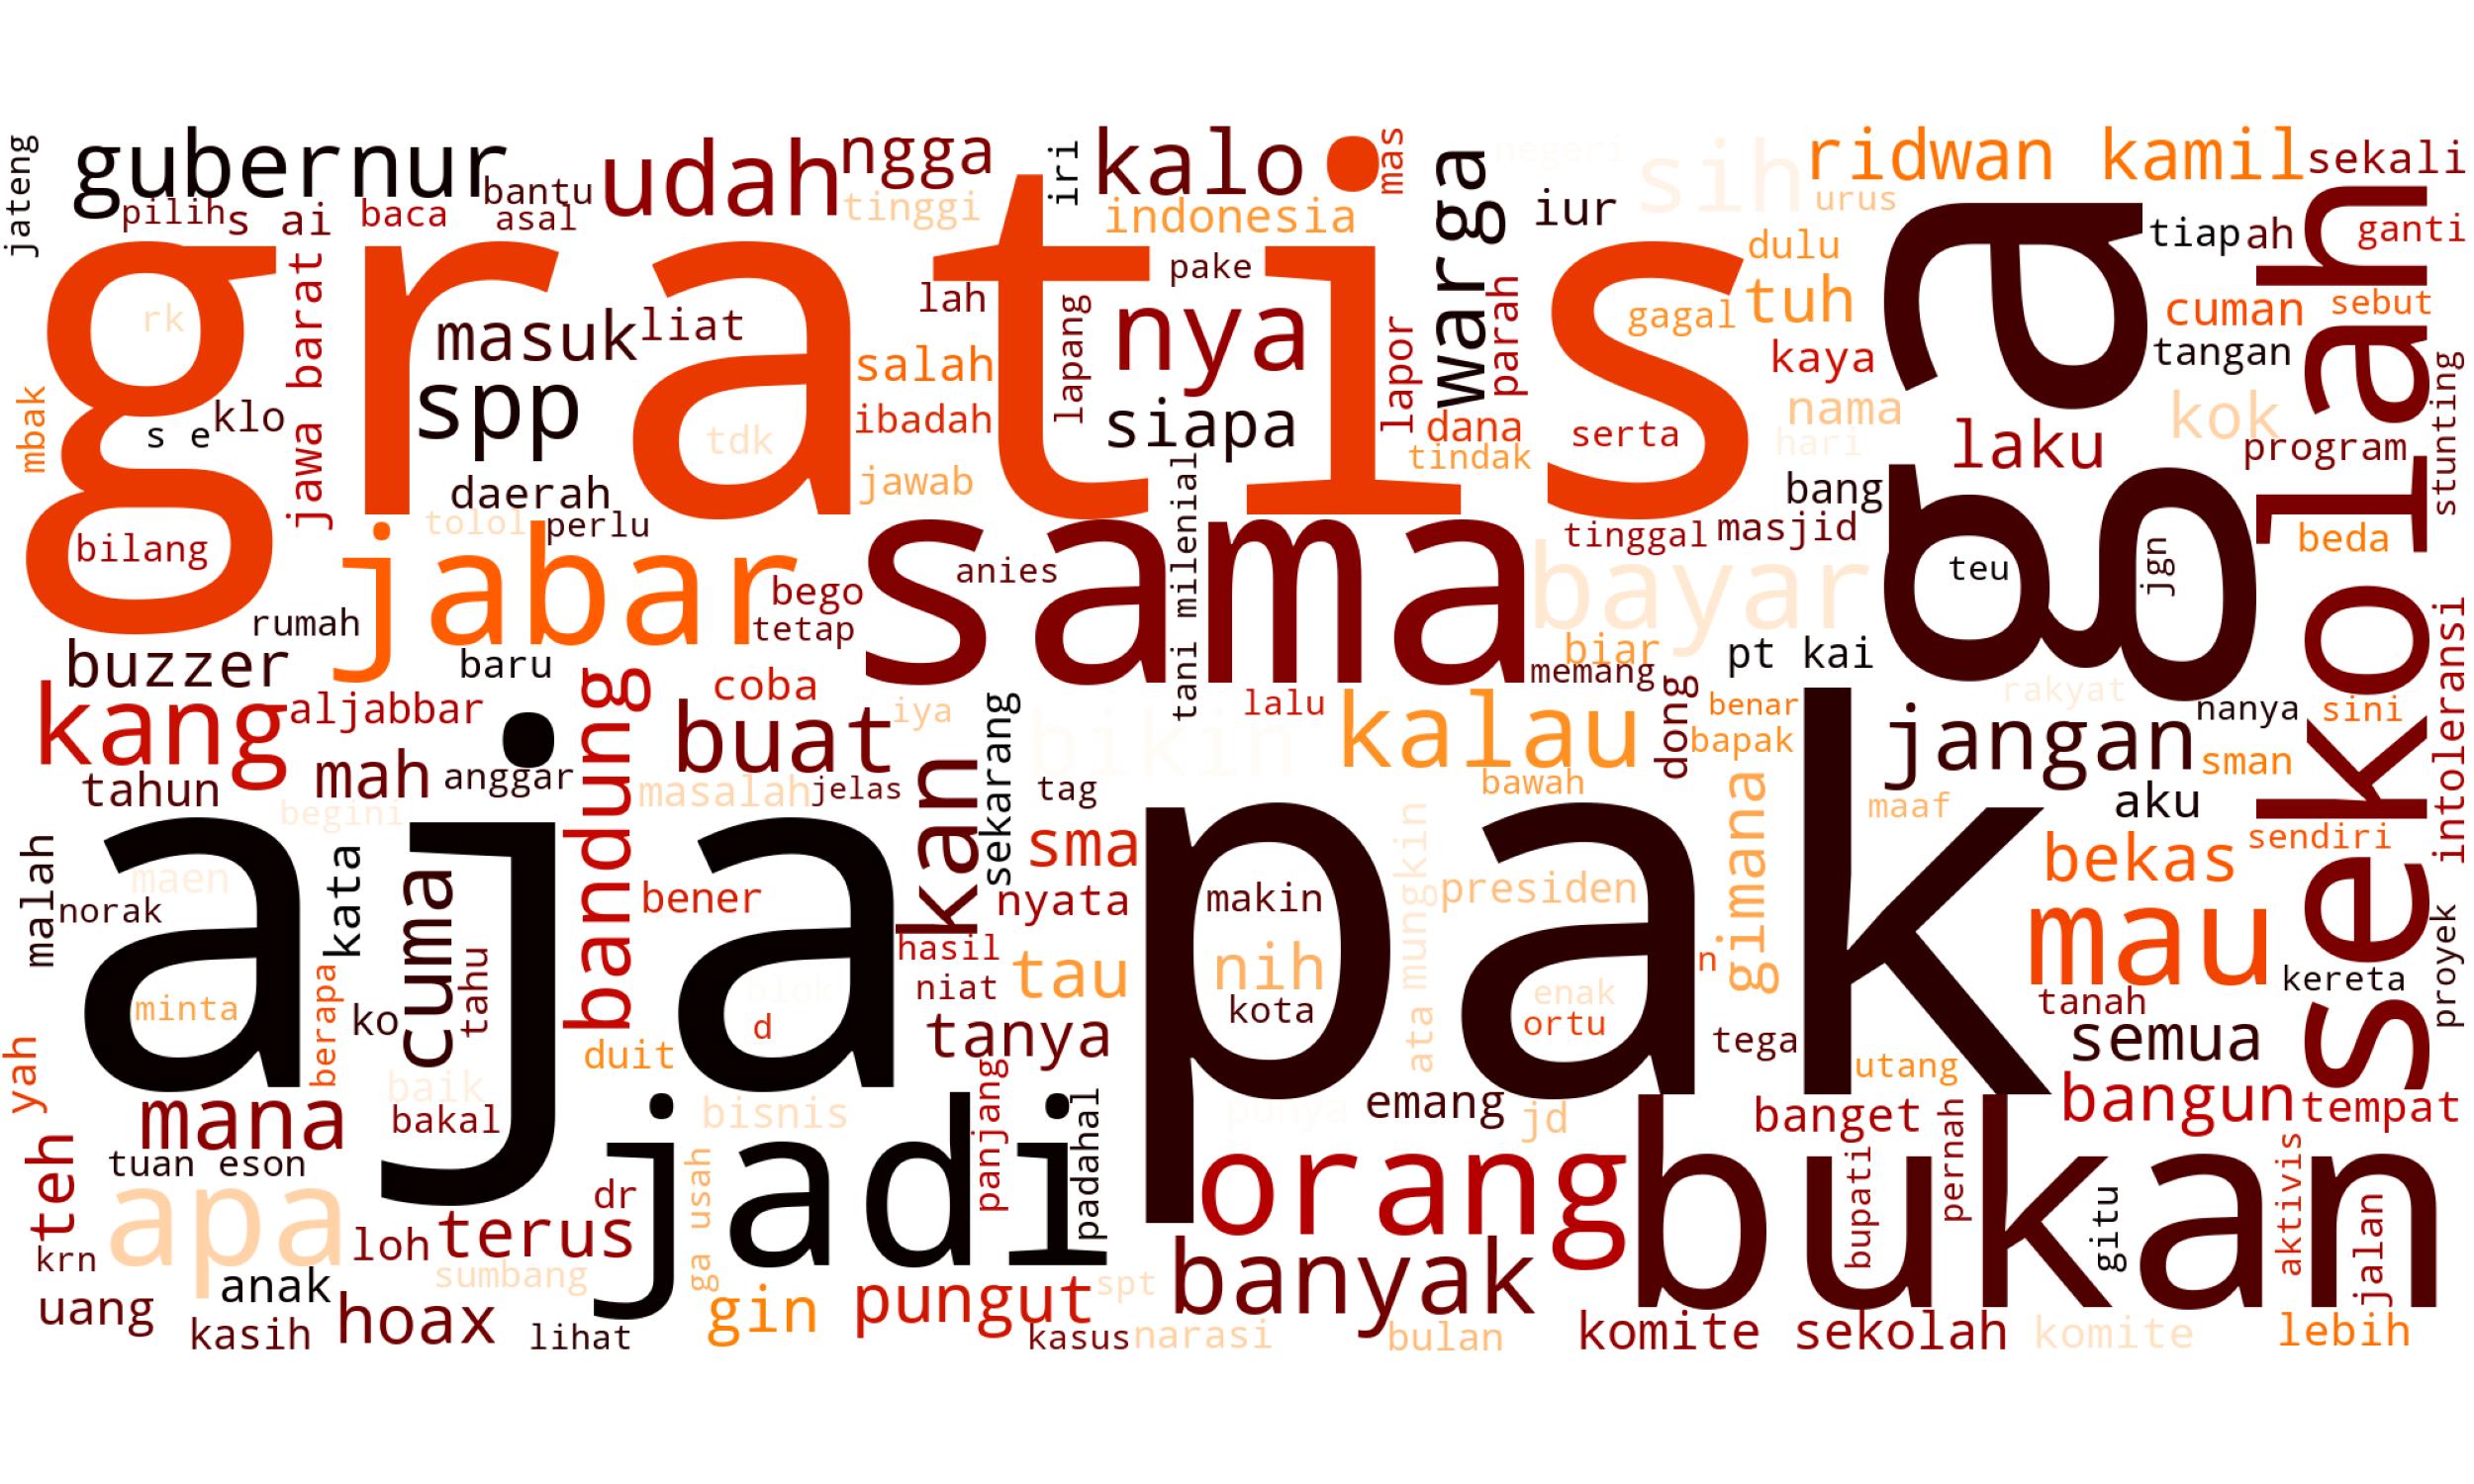 jateng
gubernur
bantu
pilih
s ai
baca
asal
udah
ngga
tinggi
iri
kalo
mas
indonesia
warga
negeri
sih
iur
ridwan kamil
urus
sekali
tiap
ah
ganti
gratis
rk
jawa barat
masuk
liat
lah
pake
lapang
nya
lapor
parah
dulu
tuh
gagal
ga
cuman
sebut
tangan
kaya
sekolah
stunting
mbak
s e
klo
spp
salah
ibadah
tdk
siapa
dana
serta
tindak
nama
hari
laku
kok
program
daerah
jawab
tani milenial
bang
bilang
tolol
perlu
jabar
sama
anies
tinggal
masjid
teu
jgn
beda
rumah
bego
tetap
bayar
biar
memang
pt kai
intoleransi
buzzer
baru
kang
aljabbar
bandung
coba
buat
iya
sekarang
bikin
lalu
kalau
dong
benar
bapak
rakyat
jangan
nanya
sini
tahun
mah
anggar
masalah
jelas
kan
tag
bawah
gimana
maaf
aku
sman
begini
aja
malah
maen
norak
kata
cuma
tahu
bener
sma
nyata
pak
makin
mungkin
presiden
bekas
sendiri
mau
proyek
minta
berapa
ko
blok
d
hasil
niat
tau
nih
kota
ata
enak
ortu
n
kereta
tanah
yah
duit
tanya
tega
semua
utang
baik
bakal
mana
bisnis
panjang
padahal
punya
emang
jd
banget
bangun
tempat
teh
tuan eson
apa
dr
jadi
ga usah
orang
bukan
bupati
pernah
gitu
aktivis
jalan
krn
loh
terus
anak
sumbang
uang
kasih
hoax
lihat
gin
pungut
spt
banyak
kasus
narasi
bulan
komite sekolah
komite
lebih